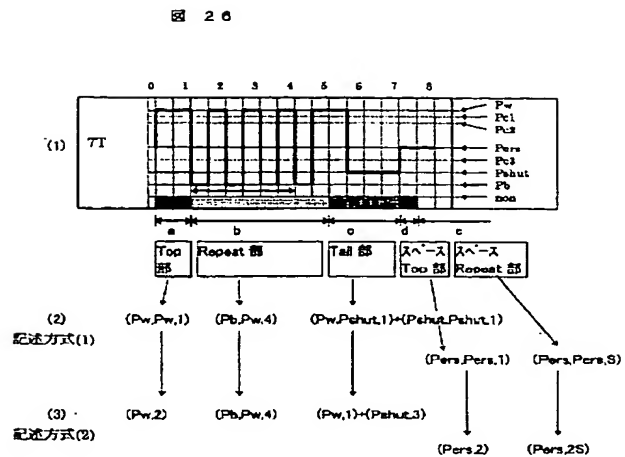 図 26
0 1 2 3 4 5 6 7 8
(1) 7T
Pw
Pc1
Pc2
Pers
Pc3
Pshut
Pb
non
a b c d e
Top部 Repeat 部 Tail 部 スペース Top 部 スペース Repeat 部
(2) (Pw,Pw,1) (Pb,Pw,4) (Pw,Pshut,1)+(Pshut,Pshut,1)
記述方式(1)
(Pers,Pers,1) (Pers,Pers,S)
(3) (Pw,2) (Pb,Pw,4) (Pw,1)+(Pshut,3)
記述方式(2)
(Pers,2) (Pers,2S)